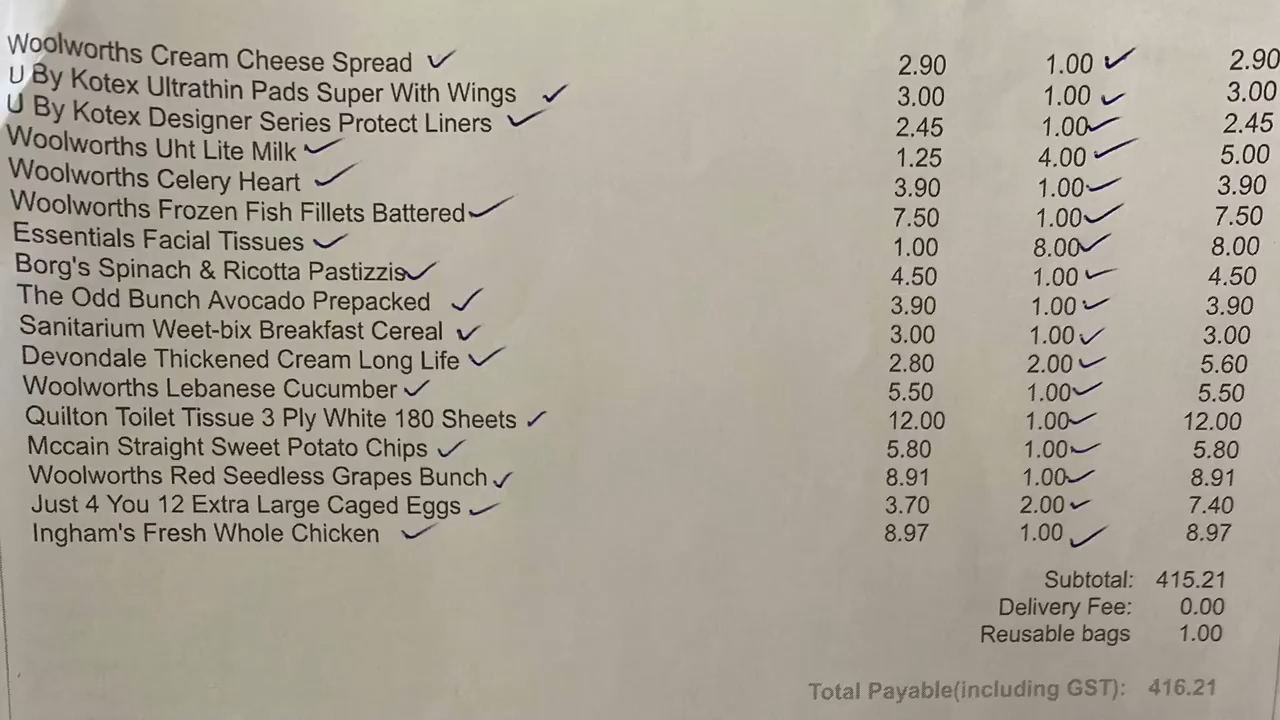 Woolworths Cream Cheese Spread 2.90 1.00 2.90
U By Kotex Ultrathin Pads Super With Wings 3.00 1.00 3.00
U By Kotex Designer Series Protect Liners 2.45 1.00 2.45
Woolworths Uht Lite Milk 1.25 4.00 5.00
Woolworths Celery Heart 3.90 1.00 3.90
Woolworths Frozen Fish Fillets Battered 7.50 1.00 7.50
Essentials Facial Tissues 1.00 8.00 8.00
Borg's Spinach & Ricotta Pastizzis 4.50 1.00 4.50
The Odd Bunch Avocado Prepacked 3.90 1.00 3.90
Sanitarium Weet-bix Breakfast Cereal 3.00 1.00 3.00
Devondale Thickened Cream Long Life 2.80 2.00 5.60
Woolworths Lebanese Cucumber 5.50 1.00 5.50
Quilton Toilet Tissue 3 Ply White 180 Sheets 12.00 1.00 12.00
Mccain Straight Sweet Potato Chips 5.80 1.00 5.80
Woolworths Red Seedless Grapes Bunch 8.91 1.00 8.91
Just 4 You 12 Extra Large Caged Eggs 3.70 2.00 7.40
Ingham's Fresh Whole Chicken 8.97 1.00 8.97
Subtotal: 415.21
Delivery Fee: 0.00
Reusable bags 1.00
Total Payable(including GST): 416.21